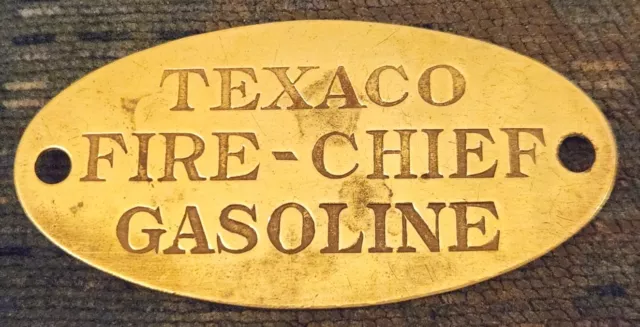 TEXACO
FIRE-CHIEF
GASOLINE